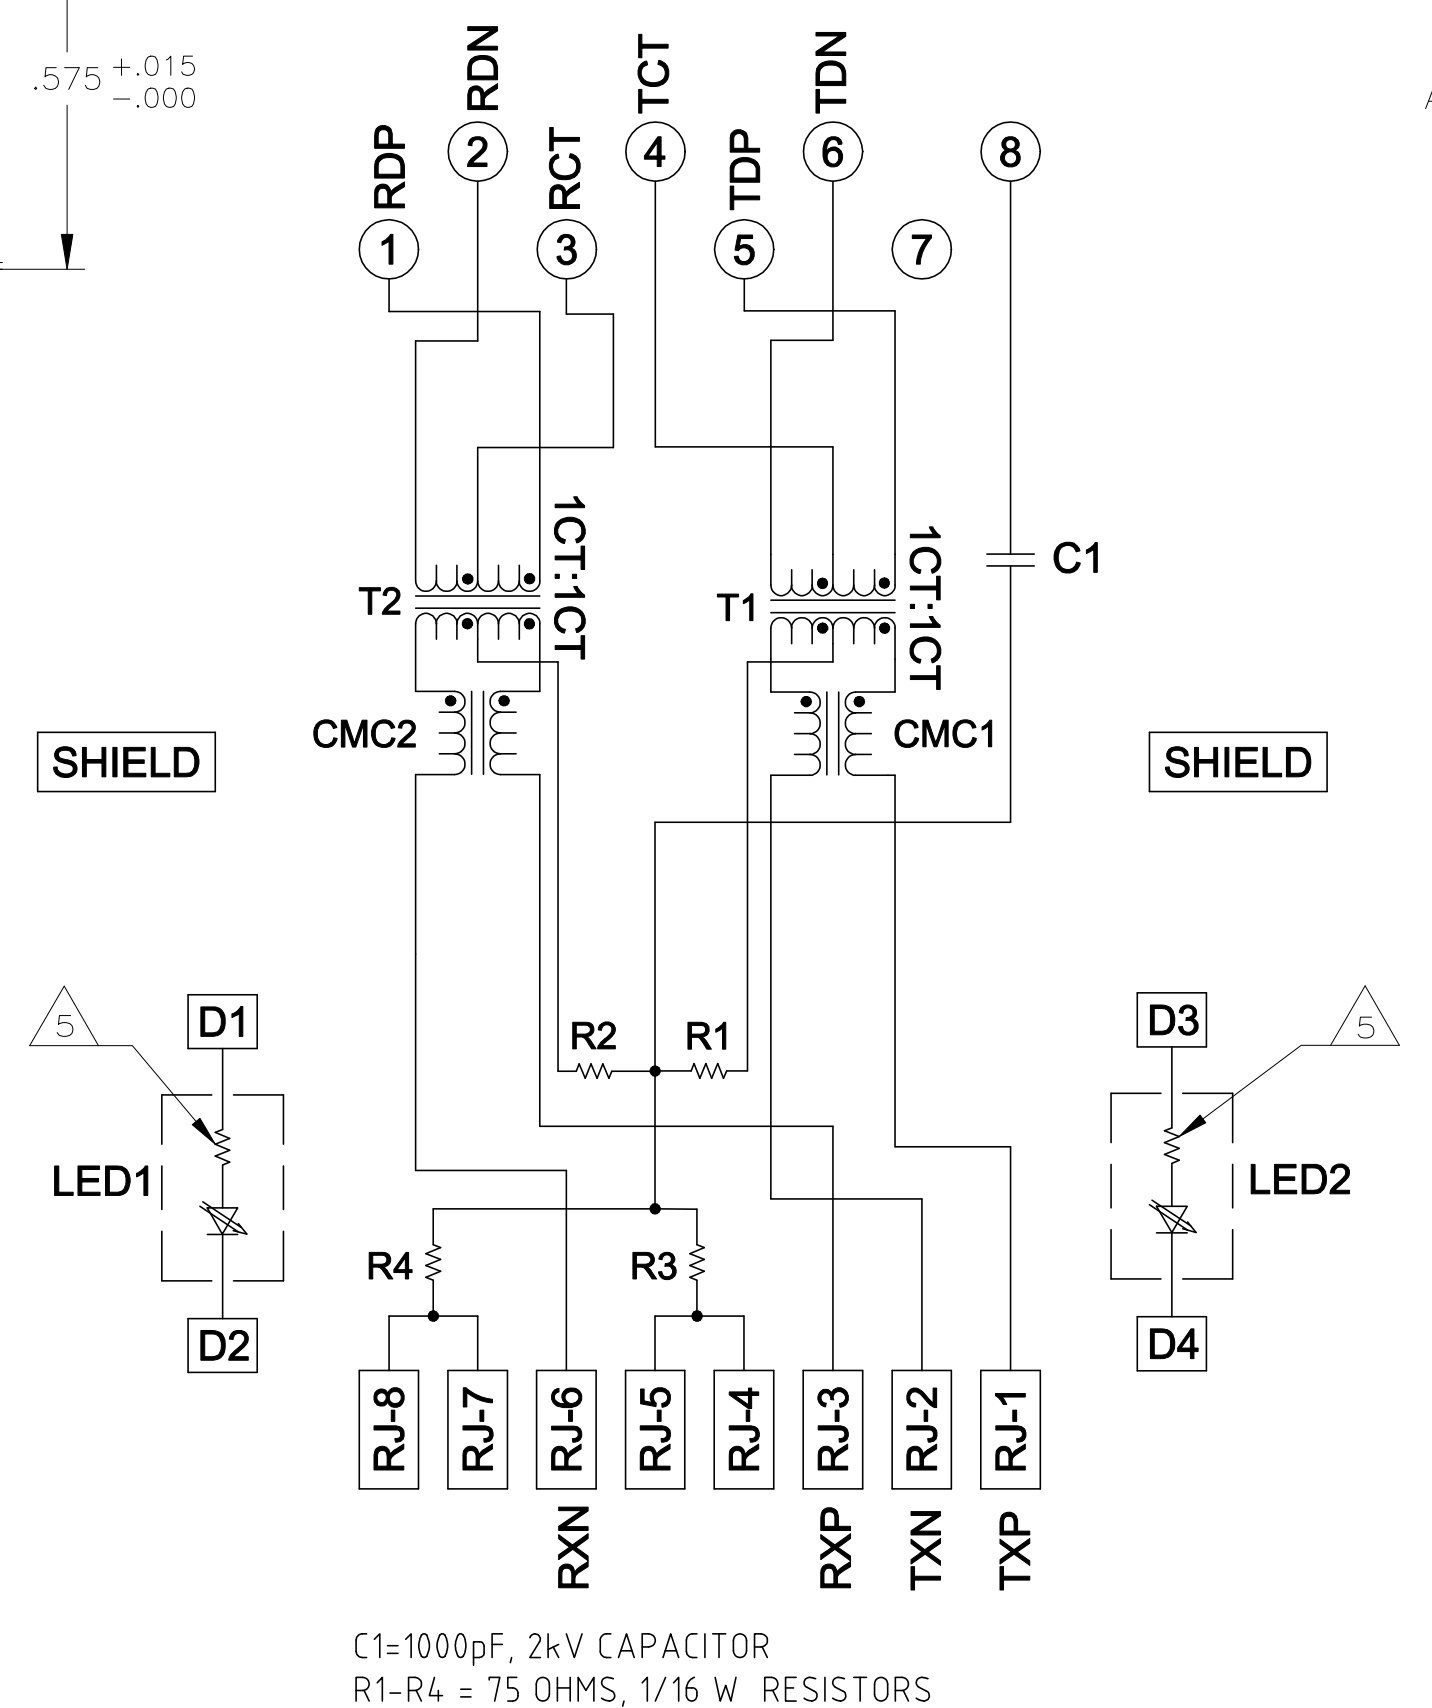 .575 +.015
-.000
RDP
RDN
RCT
TCT
TDP
TDN
2
4
6
8
1
3
5
7
1CT:1CT
1CT:1CT
C1
T2
T1
CMC2
CMC1
SHIELD
SHIELD
5
D1
R2
R1
D3
5
LED1
LED2
R4
R3
D2
D4
RJ-8
RJ-7
RJ-6
RJ-5
RJ-4
RJ-3
RJ-2
RJ-1
RXN
RXP
TXN
TXP
C1=1000pF, 2kV CAPACITOR
R1-R4 = 75 OHMS, 1/16 W RESISTORS